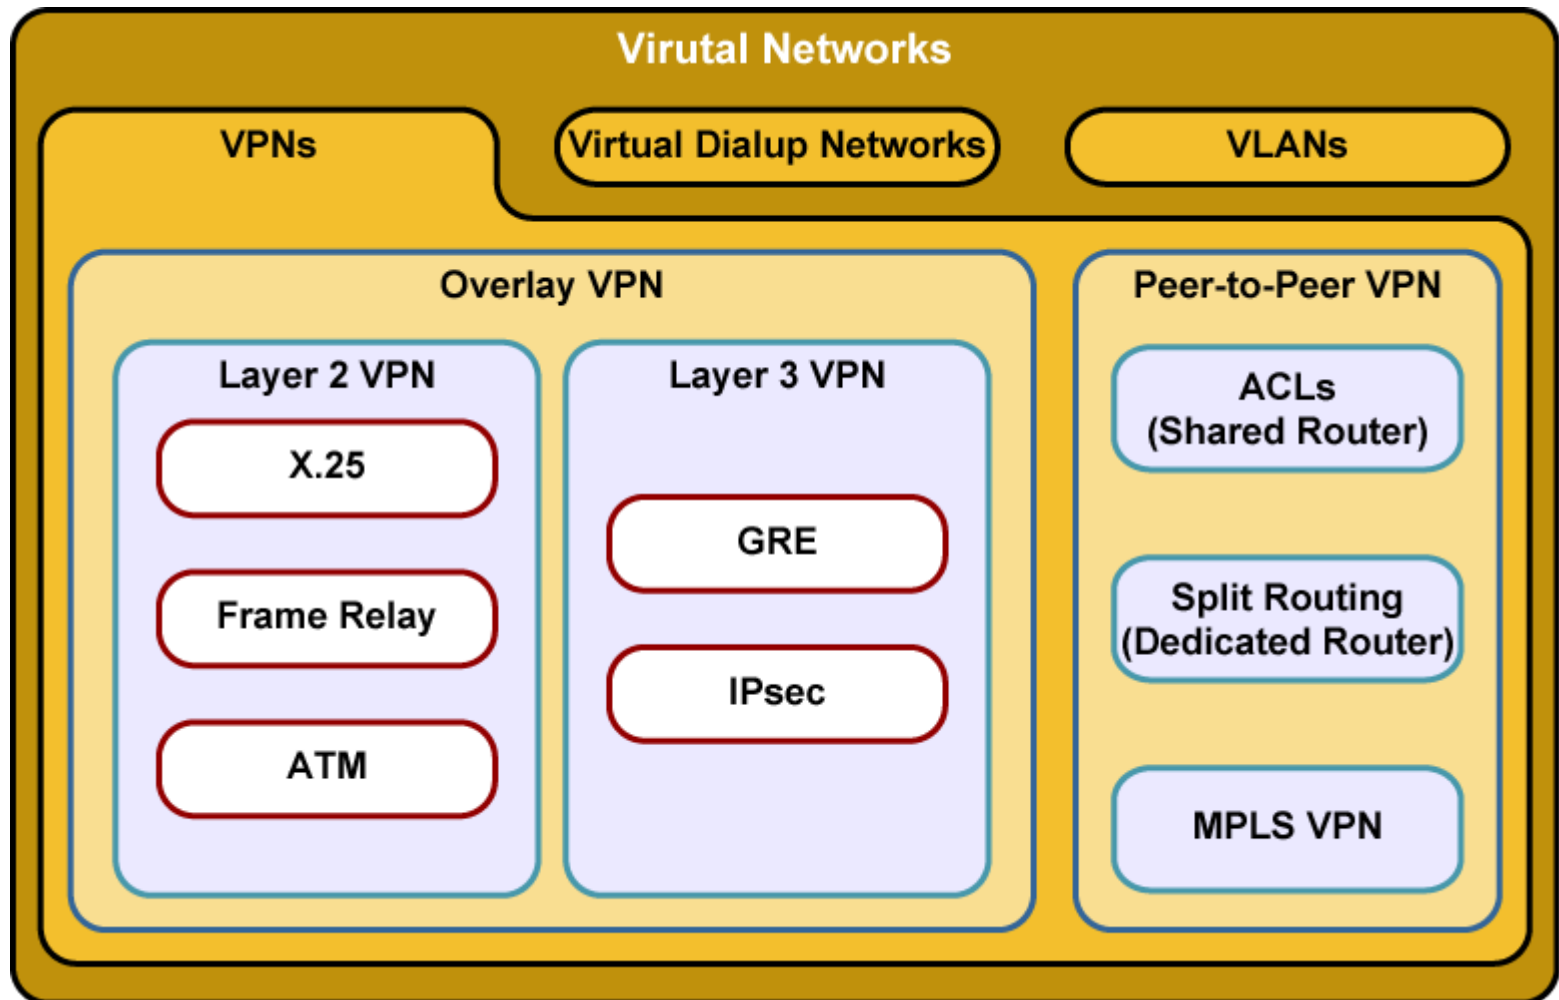 Virutal Networks
VPNs
Virtual Dialup Networks
VLANs
Overlay VPN
Peer-to-Peer VPN
Layer 2 VPN
X.25
Frame Relay
ATM
Layer 3 VPN
GRE
IPsec
ACLs
(Shared Router)
Split Routing
(Dedicated Router)
MPLS VPN